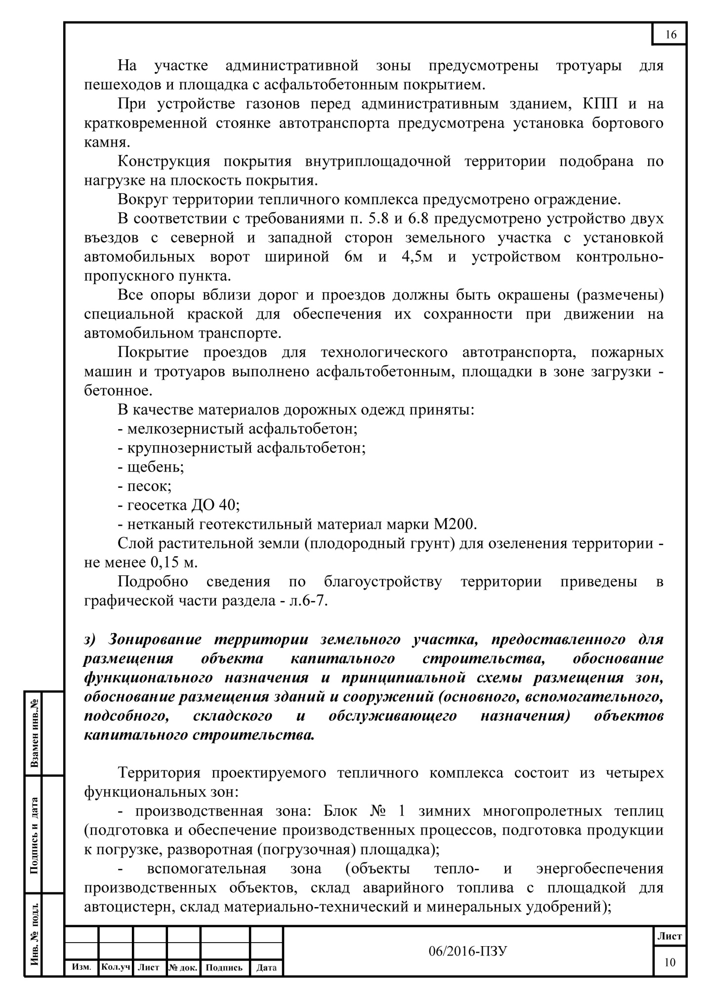 16
На участке административной зоны предусмотрены тротуары для
пешеходов и площадка с асфальтобетонным покрытием.
При устройстве газонов перед административным зданием, КПП и на
кратковременной стоянке автотранспорта предусмотрена установка бортового
камня.
Конструкция покрытия внутриплощадочной территории подобрана по
нагрузке на плоскость покрытия.
Вокруг территории тепличного комплекса предусмотрено ограждение.
В соответствии с требованиями п. 5.8 и 6.8 предусмотрено устройство двух
въездов с северной и западной сторон земельного участка с установкой
автомобильных ворот шириной 6м и 4,5м и устройством контрольно-
пропускного пункта.
Все опоры вблизи дорог и проездов должны быть окрашены (размечены)
специальной краской для обеспечения их сохранности при движении на
автомобильном транспорте.
Покрытие проездов для технологического автотранспорта, пожарных
машин и тротуаров выполнено асфальтобетонным, площадки в зоне загрузки -
бетонное.
В качестве материалов дорожных одежд приняты:
- мелкозернистый асфальтобетон;
- крупнозернистый асфальтобетон;
- щебень;
- песок;
- геосетка ДО 40;
- нетканый геотекстильный материал марки М200.
Слой растительной земли (плодородный грунт) для озеленения территории -
не менее 0,15 м.
Подробно сведения по благоустройству территории приведены в
графической части раздела - л.6-7.
з) Зонирование территории земельного участка, предоставленного для
размещения объекта капитального строительства, обоснование
функционального назначения и принципиальной схемы размещения зон,
обоснование размещения зданий и сооружений (основного, вспомогательного,
подсобного, складского и обслуживающего назначения) объектов
капитального строительства.
Территория проектируемого тепличного комплекса состоит из четырех
функциональных зон:
- производственная зона: Блок № 1 зимних многопролетных теплиц
(подготовка и обеспечение производственных процессов, подготовка продукции
к погрузке, разворотная (погрузочная) площадка);
- вспомогательная зона (объекты тепло- и энергобеспечения
производственных объектов, склад аварийного топлива с площадкой для
автоцистерн, склад материально-технический и минеральных удобрений);
Взамен инв.№
Подпись и дата
Инв. № подл.
Изм. Кол.уч Лист № док. Подпись Дата
06/2016-ПЗУ
Лист
10